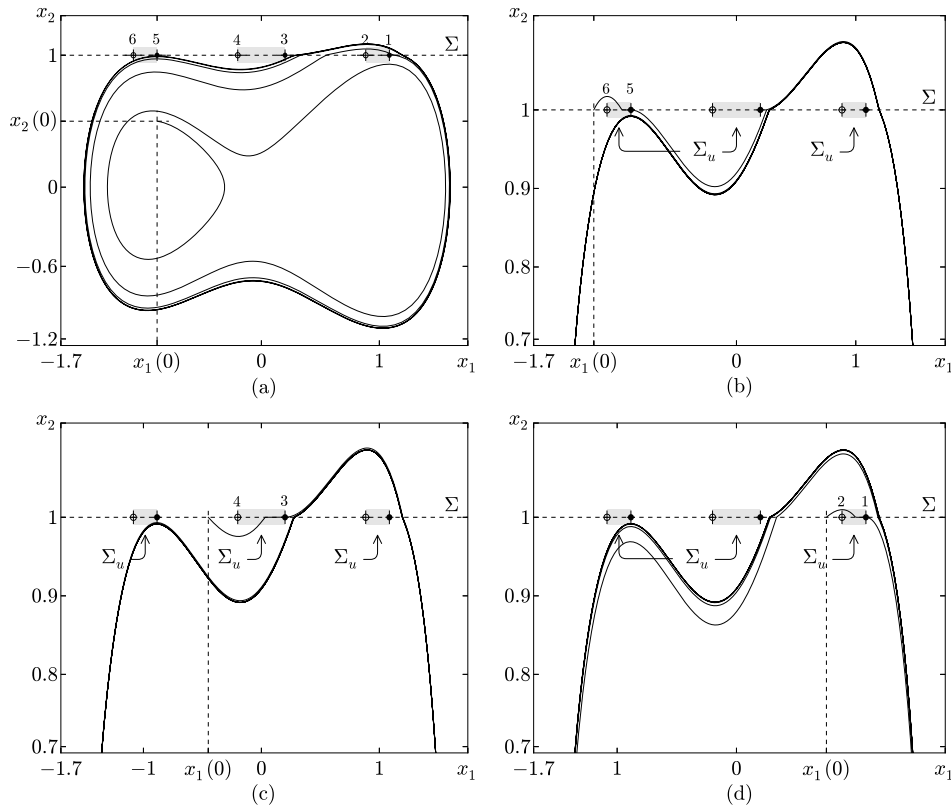 x₂
6 5 4 3 2 1 Σ
1
x₂(0)
0
−0.6
−1.2
−1.7 x₁(0) 0 1 x₁
(a)
x₂
6 5 Σ
1
Σᵤ Σᵤ
0.9
0.8
0.7
−1.7 x₁(0) 0 1 x₁
(b)
x₂
4 3 Σ
1
Σᵤ Σᵤ Σᵤ
0.9
0.8
0.7
−1.7 −1 x₁(0) 0 1 x₁
(c)
x₂
2 1 Σ
1
Σᵤ Σᵤ
0.9
0.8
0.7
−1.7 1 0 x₁(0) 1 x₁
(d)